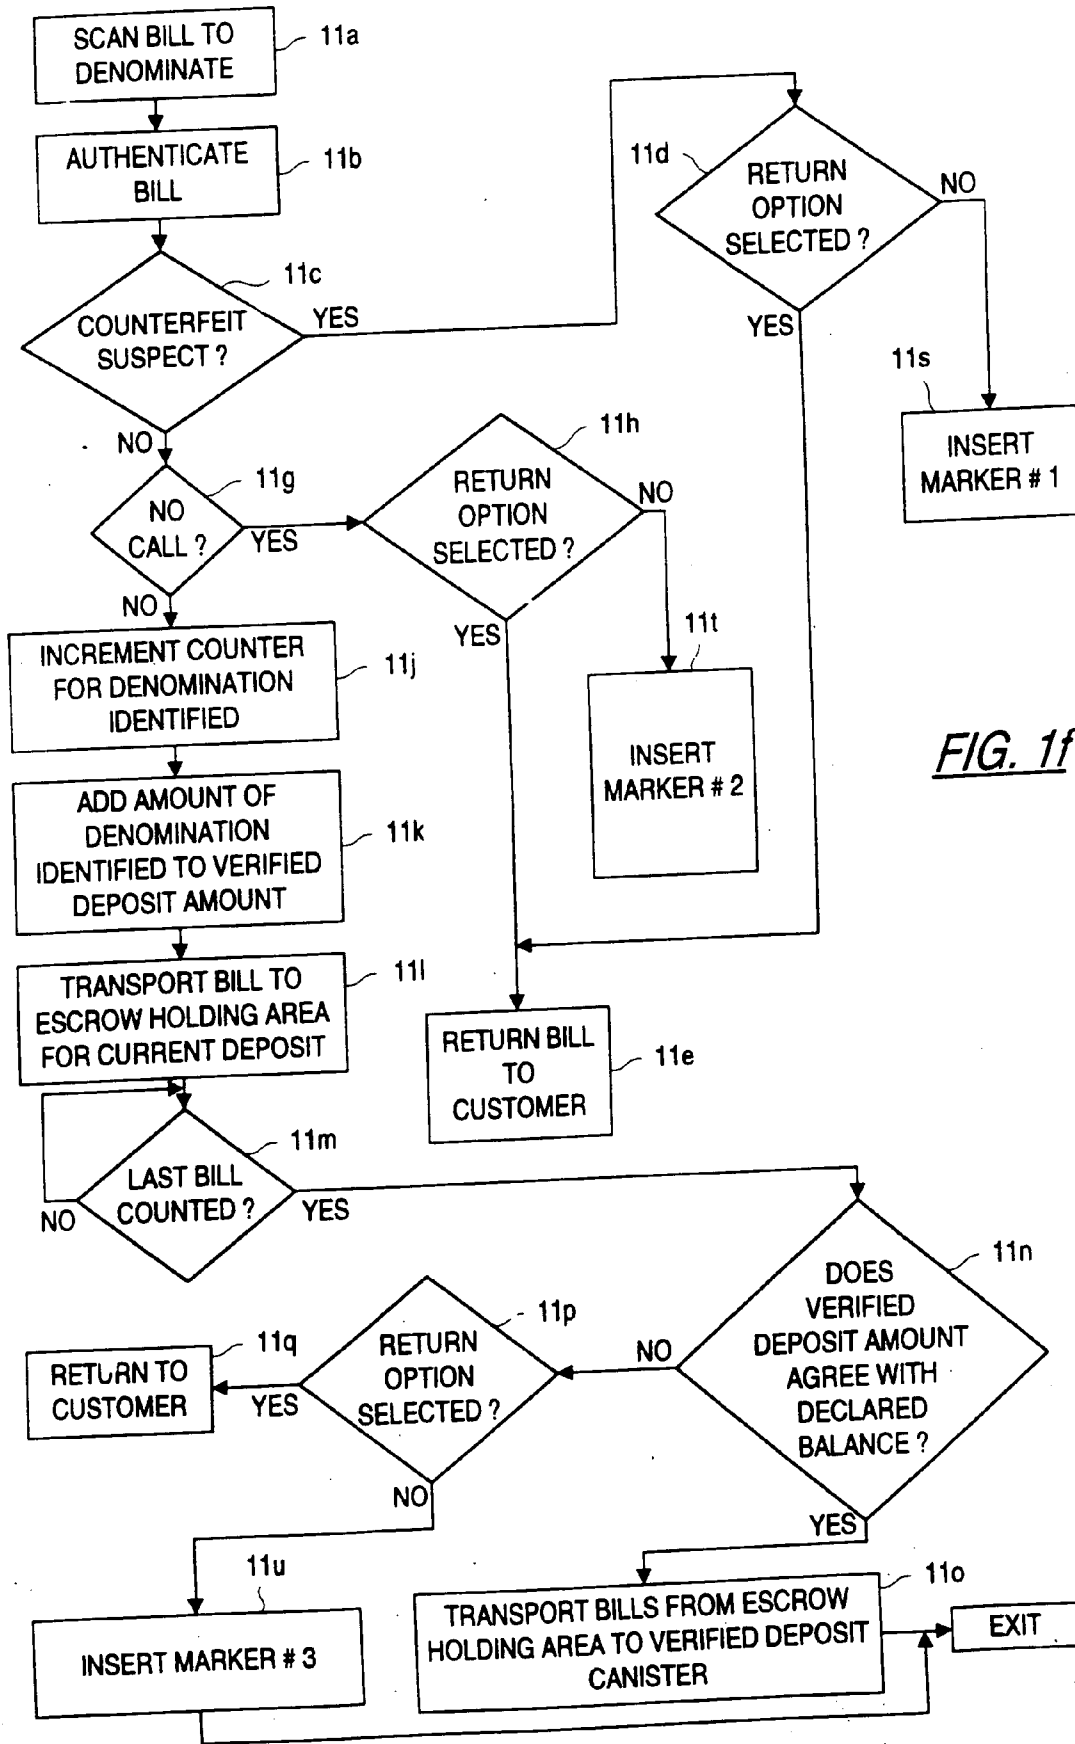 SCAN BILL TO
DENOMINATE
11a
AUTHENTICATE
BILL
11b
11c
COUNTERFEIT
SUSPECT ?
YES
NO
11d
RETURN
OPTION
SELECTED ?
NO
YES
11s
INSERT
MARKER # 1
11g
NO
CALL ?
YES
NO
11h
RETURN
OPTION
SELECTED ?
NO
YES
11t
INSERT
MARKER # 2
INCREMENT COUNTER
FOR DENOMINATION
IDENTIFIED
11j
FIG. 1f
ADD AMOUNT OF
DENOMINATION
IDENTIFIED TO VERIFIED
DEPOSIT AMOUNT
11k
TRANSPORT BILL TO
ESCROW HOLDING AREA
FOR CURRENT DEPOSIT
11l
RETURN BILL
TO
CUSTOMER
11e
11m
LAST BILL
COUNTED ?
NO
YES
11n
DOES
VERIFIED
DEPOSIT AMOUNT
AGREE WITH
DECLARED
BALANCE ?
NO
YES
11p
RETURN
OPTION
SELECTED ?
YES
NO
11q
RETURN TO
CUSTOMER
11u
INSERT MARKER # 3
11o
TRANSPORT BILLS FROM ESCROW
HOLDING AREA TO VERIFIED DEPOSIT
CANISTER
EXIT